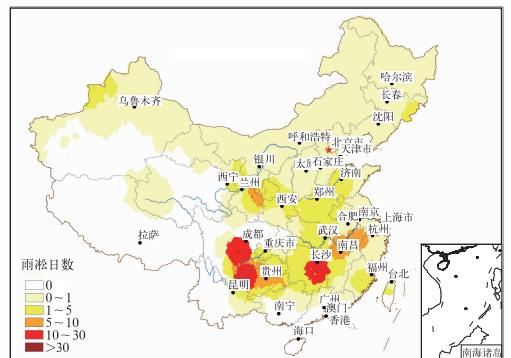 哈尔滨
长春
乌鲁木齐
沈阳
呼和浩特
北京市
天津市
银川
太原
石家庄
济南
西宁
兰州
西安
郑州
合肥
南京
上海市
武汉
杭州
拉萨
成都
重庆市
长沙
南昌
贵州
福州
台北
昆明
南宁
广州
澳门
香港
海口
雨凇日数
0
0~1
1~5
5~10
10~30
>30
南海诸岛